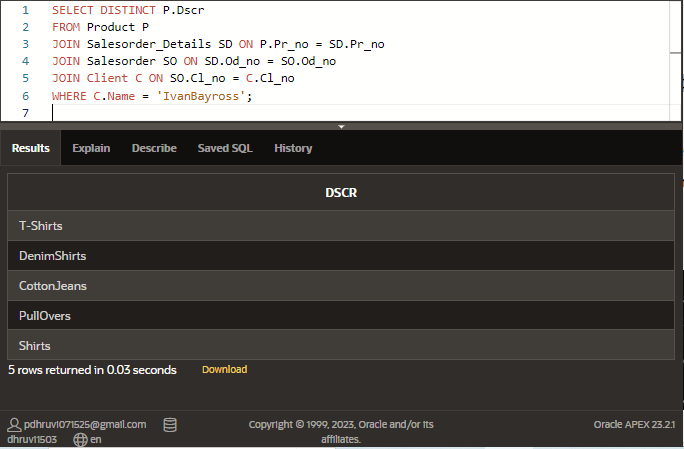 1 SELECT DISTINCT P.Dscr
2 FROM Product P
3 JOIN Salesorder_Details SD ON P.Pr_no = SD.Pr_no
4 JOIN Salesorder SO ON SD.Od_no = SO.Od_no
5 JOIN Client C ON SO.Cl_no = C.Cl_no
6 WHERE C.Name = 'IvanBayross';
7
Results Explain Describe Saved SQL History
DSCR
T-Shirts
DenimShirts
CottonJeans
PullOvers
Shirts
5 rows returned in 0.03 seconds Download
pdhruv1071525@gmail.com Copyright © 1999, 2023, Oracle and/or its Oracle APEX 23.2.1
dhruv11503 en affiliates.